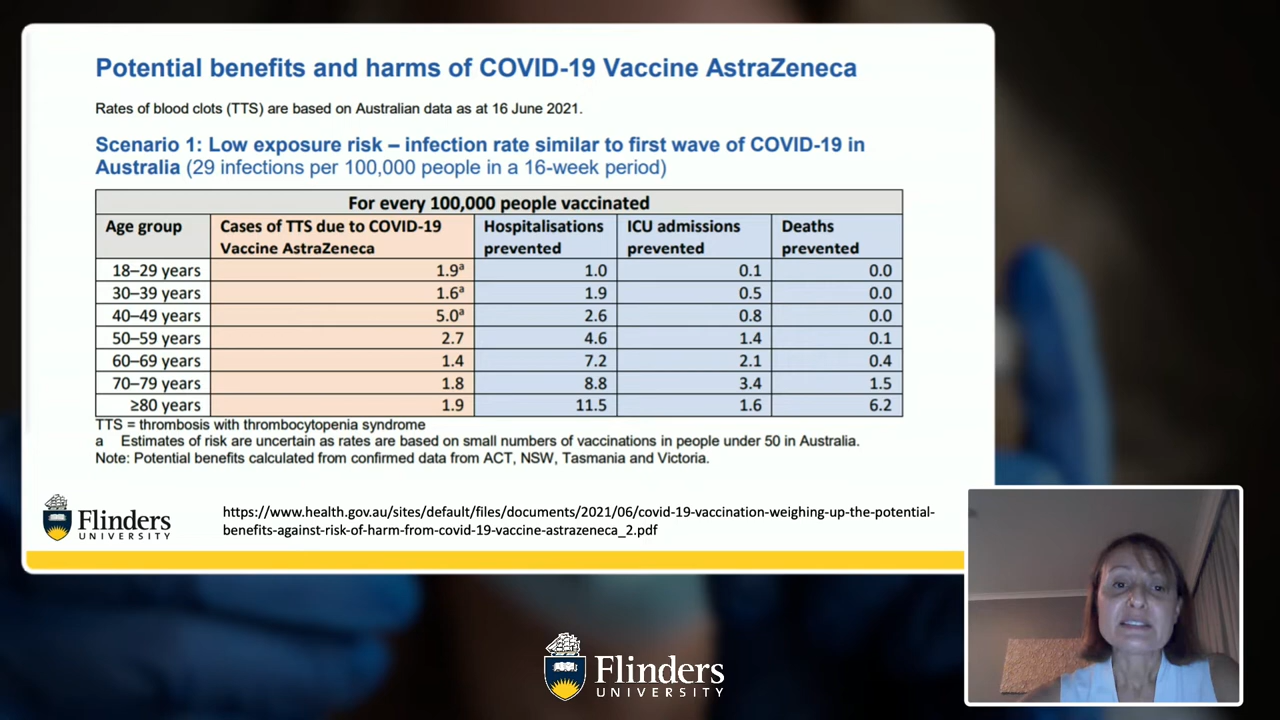 Potential benefits and harms of COVID-19 Vaccine AstraZeneca
Rates of blood clots (TTS) are based on Australian data as at 16 June 2021.
Scenario 1: Low exposure risk – infection rate similar to first wave of COVID-19 in
Australia (29 infections per 100,000 people in a 16-week period)
For every 100,000 people vaccinated
Age group Cases of TTS due to COVID-19 Vaccine AstraZeneca Hospitalisations prevented ICU admissions prevented Deaths prevented
18–29 years 1.9ᵃ 1.0 0.1 0.0
30–39 years 1.6ᵃ 1.9 0.5 0.0
40–49 years 5.0ᵃ 2.6 0.8 0.0
50–59 years 2.7 4.6 1.4 0.1
60–69 years 1.4 7.2 2.1 0.4
70–79 years 1.8 8.8 3.4 1.5
≥80 years 1.9 11.5 1.6 6.2
TTS = thrombosis with thrombocytopenia syndrome
a Estimates of risk are uncertain as rates are based on small numbers of vaccinations in people under 50 in Australia.
Note: Potential benefits calculated from confirmed data from ACT, NSW, Tasmania and Victoria.
Flinders
UNIVERSITY
https://www.health.gov.au/sites/default/files/documents/2021/06/covid-19-vaccination-weighing-up-the-potential-
benefits-against-risk-of-harm-from-covid-19-vaccine-astrazeneca_2.pdf
Flinders
UNIVERSITY